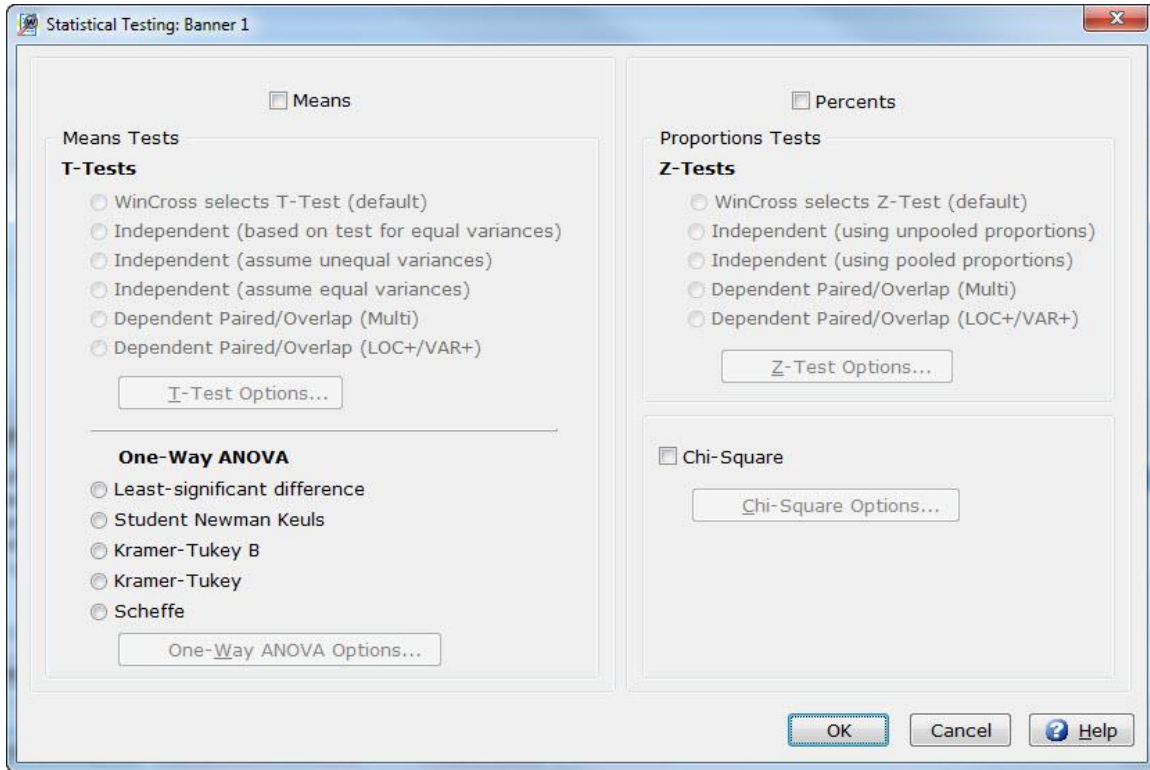 Statistical Testing: Banner 1
Means
Means Tests
T-Tests
WinCross selects T-Test (default)
Independent (based on test for equal variances)
Independent (assume unequal variances)
Independent (assume equal variances)
Dependent Paired/Overlap (Multi)
Dependent Paired/Overlap (LOC+/VAR+)
T-Test Options...
One-Way ANOVA
Least-significant difference
Student Newman Keuls
Kramer-Tukey B
Kramer-Tukey
Scheffe
One-Way ANOVA Options...
Percents
Proportions Tests
Z-Tests
WinCross selects Z-Test (default)
Independent (using unpooled proportions)
Independent (using pooled proportions)
Dependent Paired/Overlap (Multi)
Dependent Paired/Overlap (LOC+/VAR+)
Z-Test Options...
Chi-Square
Chi-Square Options...
OK
Cancel
Help